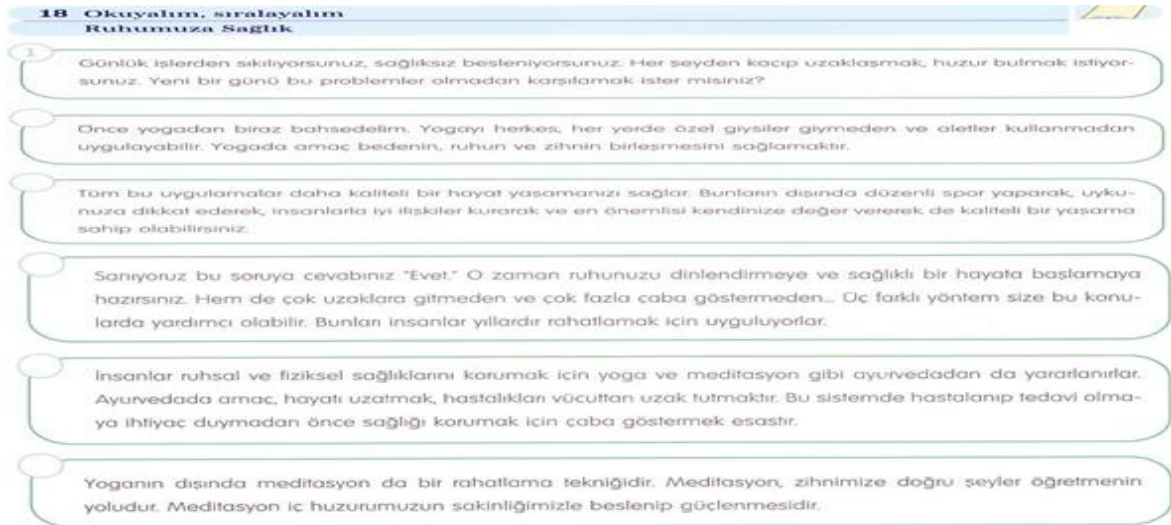 18 Okuyalım, sıralayalım
Ruhumuza Sağlık
1
Günlük işlerden sıkılıyorsunuz, sağlıksız besleniyorsunuz. Her şeyden kaçıp uzaklaşmak, huzur bulmak istiyor-
sunuz. Yeni bir günü bu problemler olmadan karşılamak ister misiniz?
Önce yogadan biraz bahsedelim. Yogayı herkes, her yerde özel giysiler giymeden ve aletler kullanmadan
uygulayabilir. Yogada amaç bedenin, ruhun ve zihnin birleşmesini sağlamaktır.
Tüm bu uygulamalar daha kaliteli bir hayat yaşamanızı sağlar. Bunların dışında düzenli spor yaparak, uyku-
nuza dikkat ederek, insanlarla iyi ilişkiler kurarak ve en önemlisi kendinize değer vererek de kaliteli bir yaşama
sahip olabilirsiniz.
Sanıyoruz bu soruya cevabınız "Evet." O zaman ruhunuzu dinlendirmeye ve sağlıklı bir hayata başlamaya
hazırsınız. Hem de çok uzaklara gitmeden ve çok fazla çaba göstermeden... Üç farklı yöntem size bu konu-
larda yardımcı olabilir. Bunları insanlar yıllardır rahatlamak için uyguluyorlar.
İnsanlar ruhsal ve fiziksel sağlıklarını korumak için yoga ve meditasyon gibi ayurvedadan da yararlanırlar.
Ayurvedada amaç, hayatı uzatmak, hastalıkları vücuttan uzak tutmaktır. Bu sistemde hastalanıp tedavi olma-
ya ihtiyaç duymadan önce sağlığı korumak için çaba göstermek esastır.
Yoganın dışında meditasyon da bir rahatlama tekniğidir. Meditasyon, zihnimize doğru şeyler öğretmenin
yoludur. Meditasyon iç huzurumuzun sakinliğimizle beslenip güçlenmesidir.